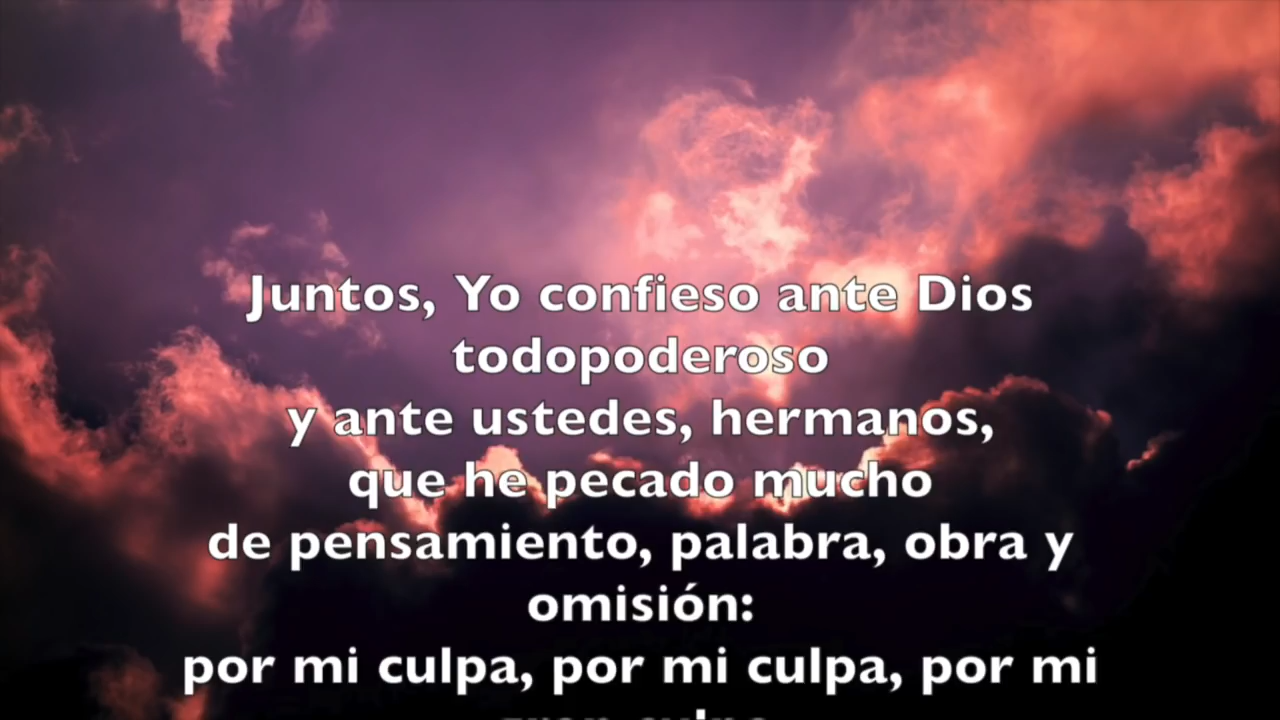 Juntos, Yo confieso ante Dios
todopoderoso
y ante ustedes, hermanos,
que he pecado mucho
de pensamiento, palabra, obra y
omisión:
por mi culpa, por mi culpa, por mi